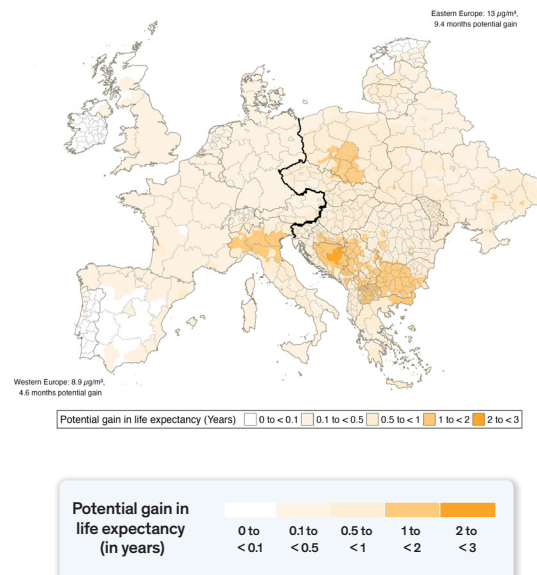 Eastern Europe: 13 µg/m³,
9.4 months potential gain
Western Europe: 8.9 µg/m³,
4.6 months potential gain
Potential gain in life expectancy (Years) 0 to < 0.1 0.1 to < 0.5 0.5 to < 1 1 to < 2 2 to < 3
Potential gain in
life expectancy
(in years)
0 to
< 0.1
0.1 to
< 0.5
0.5 to
< 1
1 to
< 2
2 to
< 3